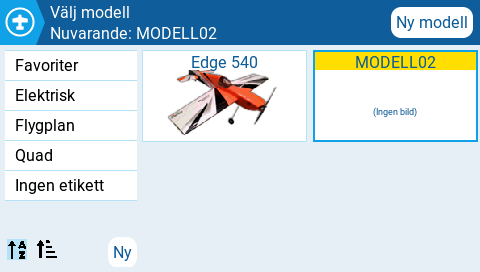 Välj modell
Nuvarande: MODELL02
Ny modell
Favoriter
Elektrisk
Flygplan
Quad
Ingen etikett
Edge 540
MODELL02
(Ingen bild)
A
Z
Ny